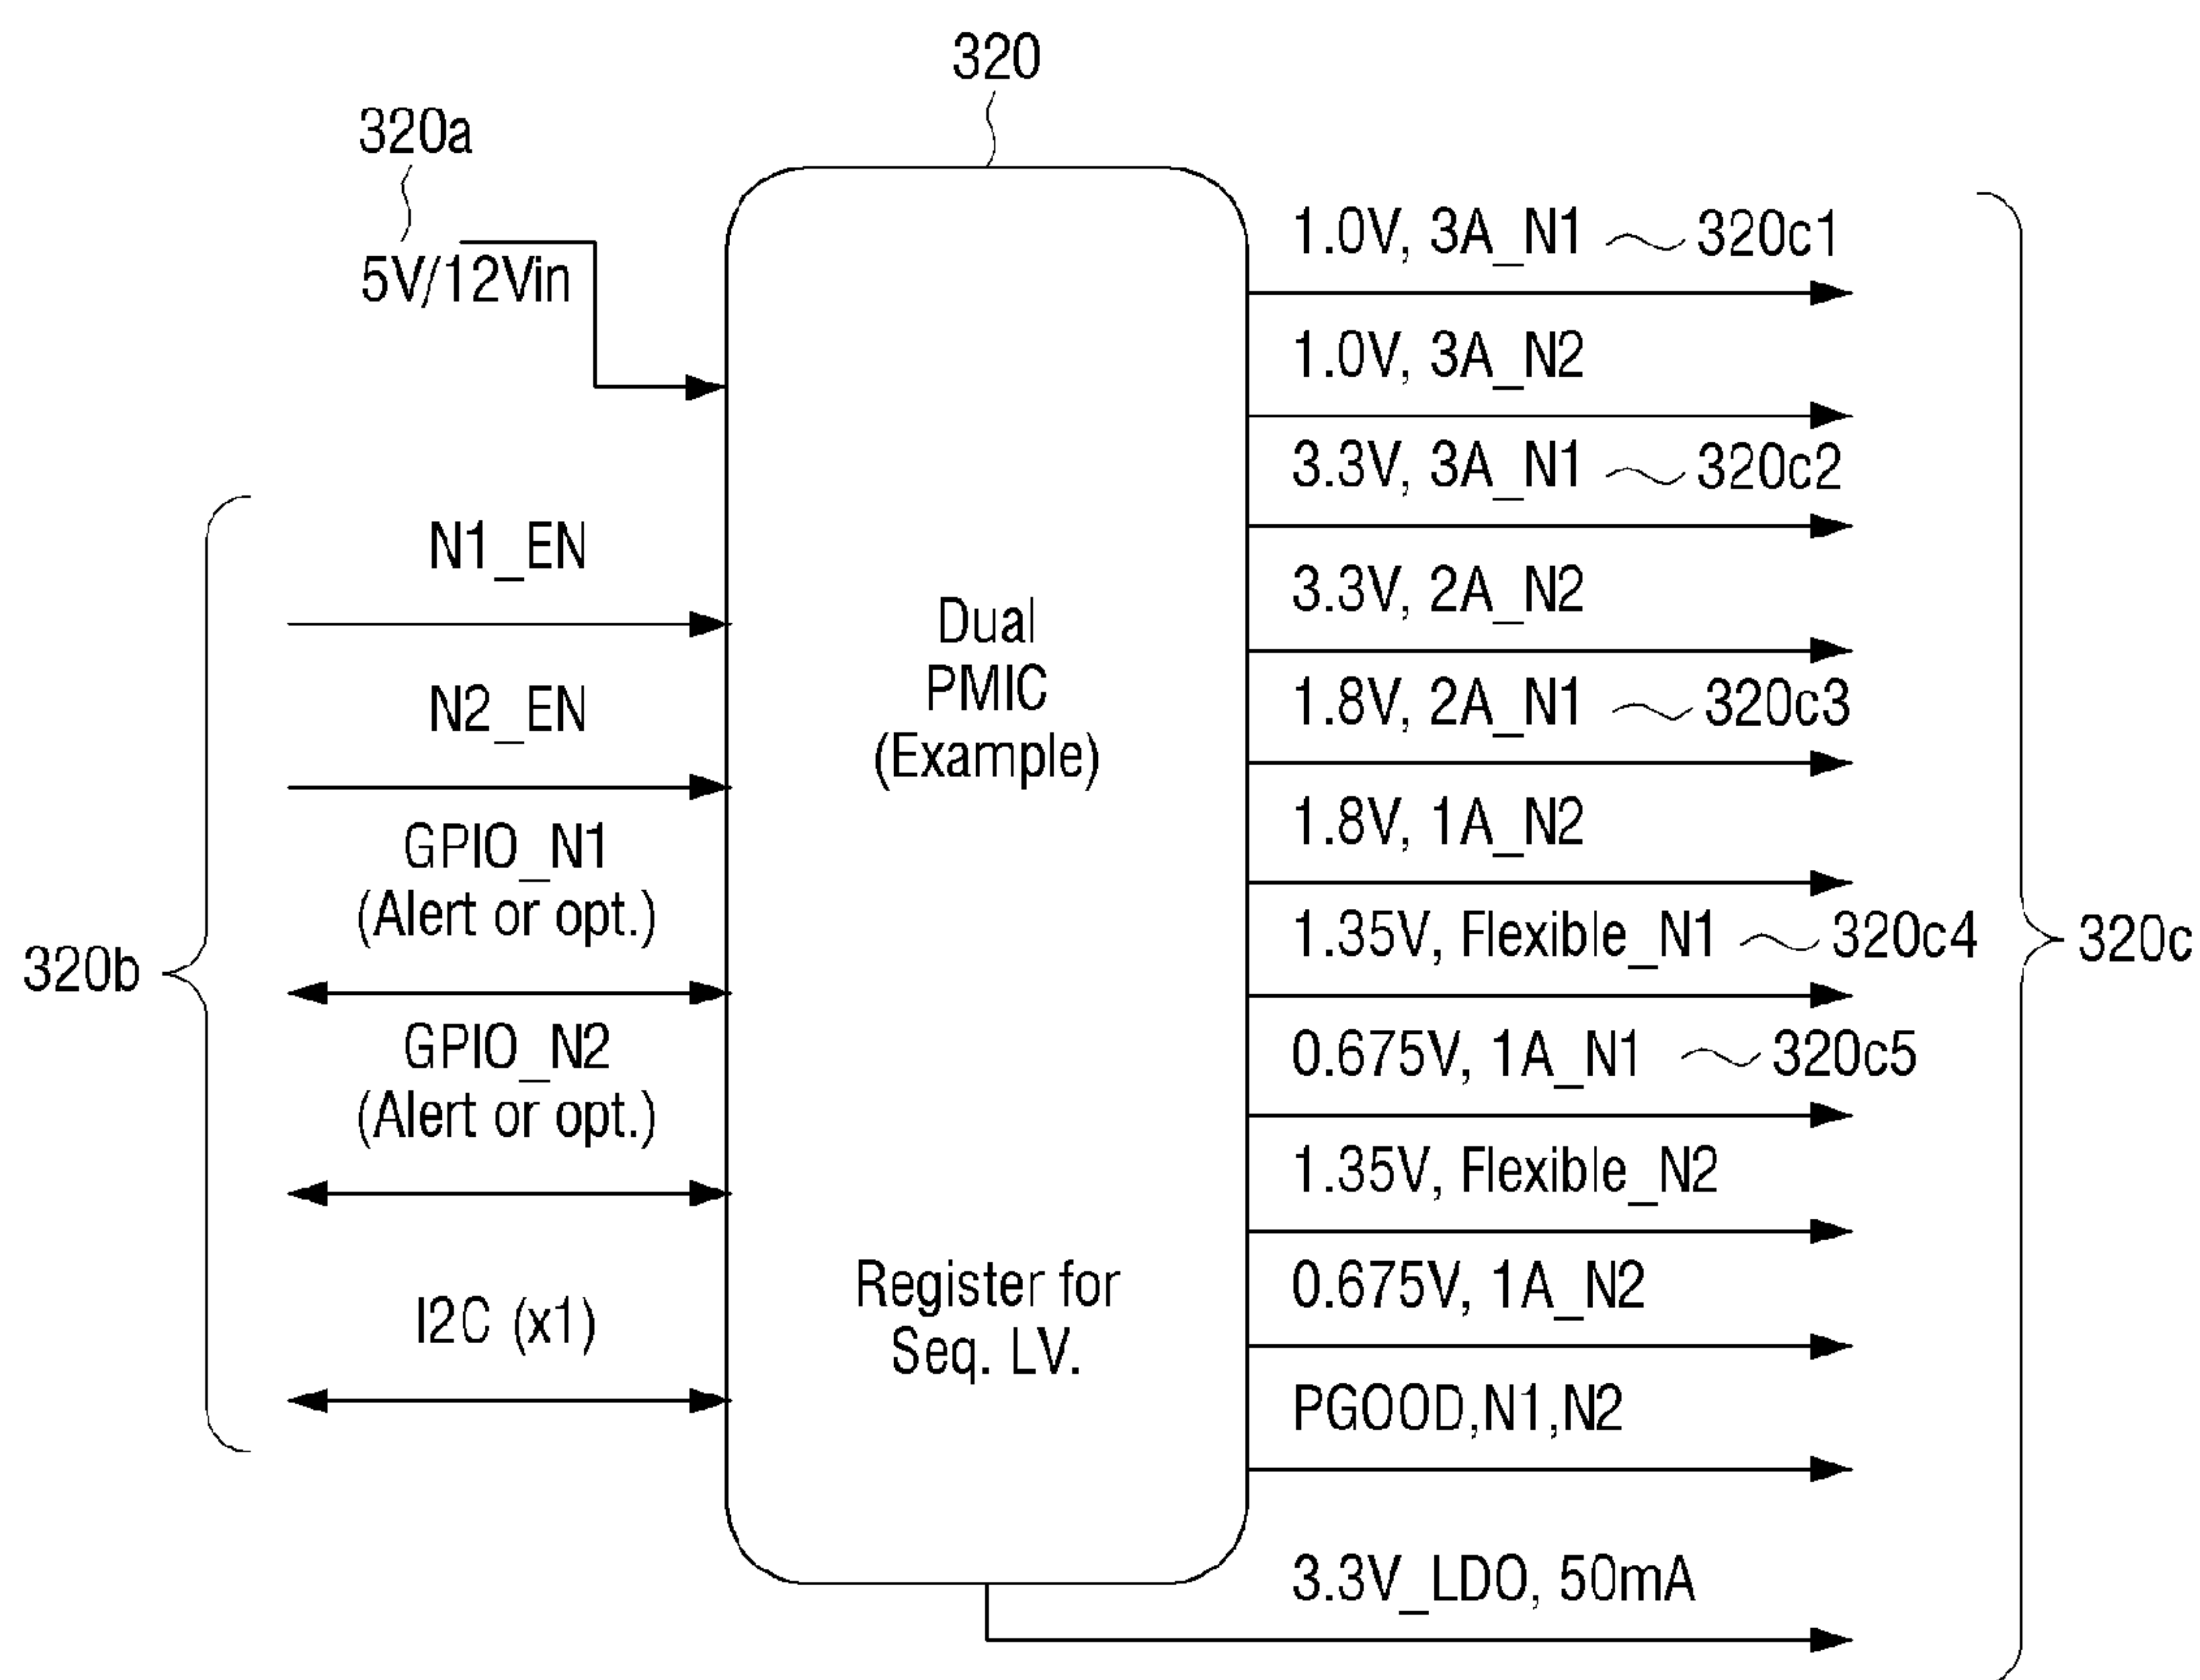 320
320a
5V/12Vin
320b
N1_EN
N2_EN
GPIO_N1
(Alert or opt.)
GPIO_N2
(Alert or opt.)
I2C (x1)
Dual
PMIC
(Example)
Register for
Seq. LV.
1.0V, 3A_N1 320c1
1.0V, 3A_N2
3.3V, 3A_N1 320c2
3.3V, 2A_N2
1.8V, 2A_N1 320c3
1.8V, 1A_N2
1.35V, Flexible_N1 320c4
0.675V, 1A_N1 320c5
1.35V, Flexible_N2
0.675V, 1A_N2
PGOOD,N1,N2
3.3V_LDO, 50mA
320c